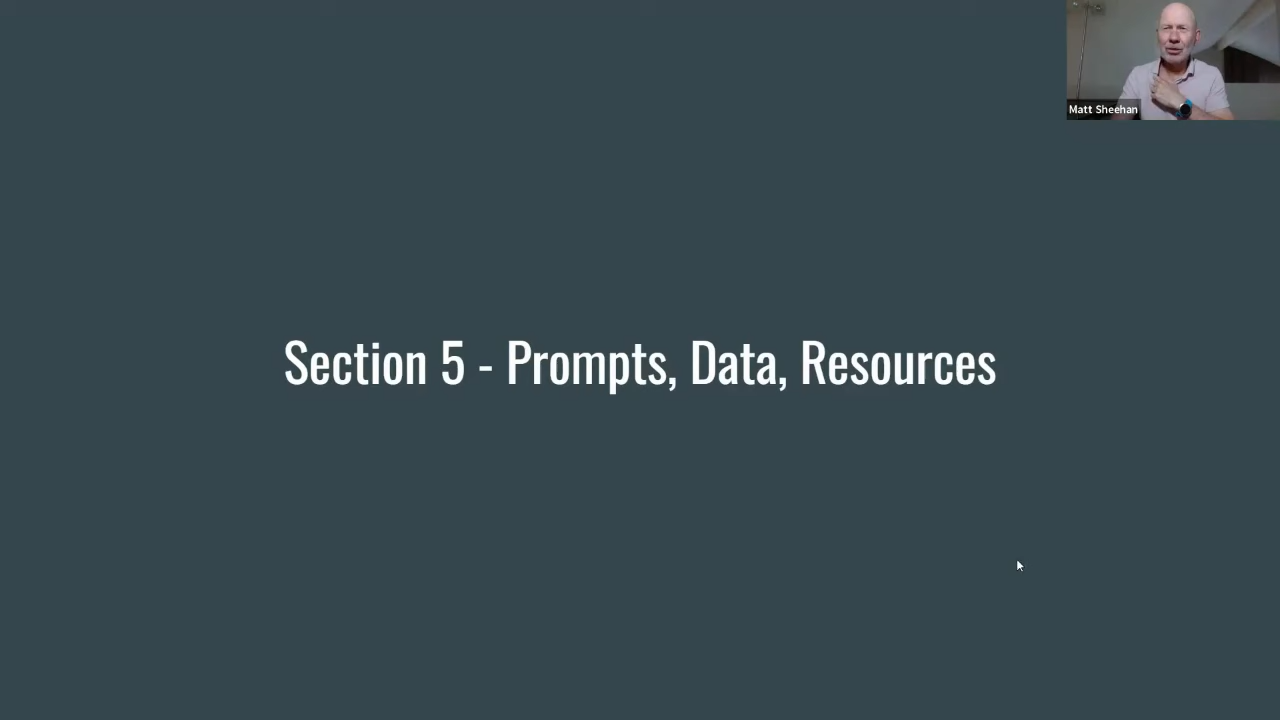 Matt Sheehan
Section 5 - Prompts, Data, Resources